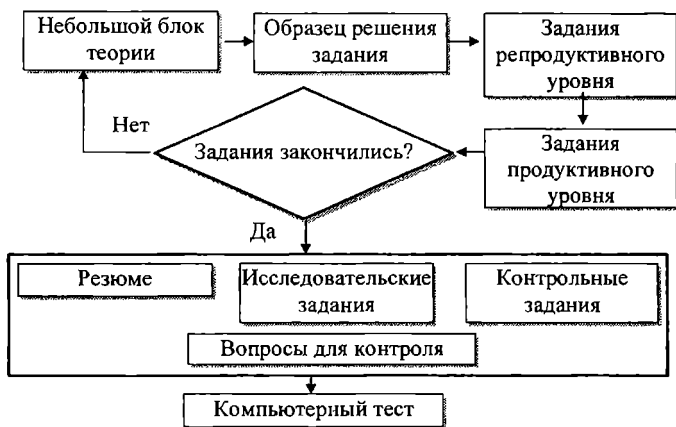 Небольшой блок
теории
Образец решения
задания
Задания
репродуктивного
уровня
Нет
Задания закончились?
Задания
продуктивного
уровня
Да
Резюме
Исследовательские
задания
Контрольные
задания
Вопросы для контроля
Компьютерный тест